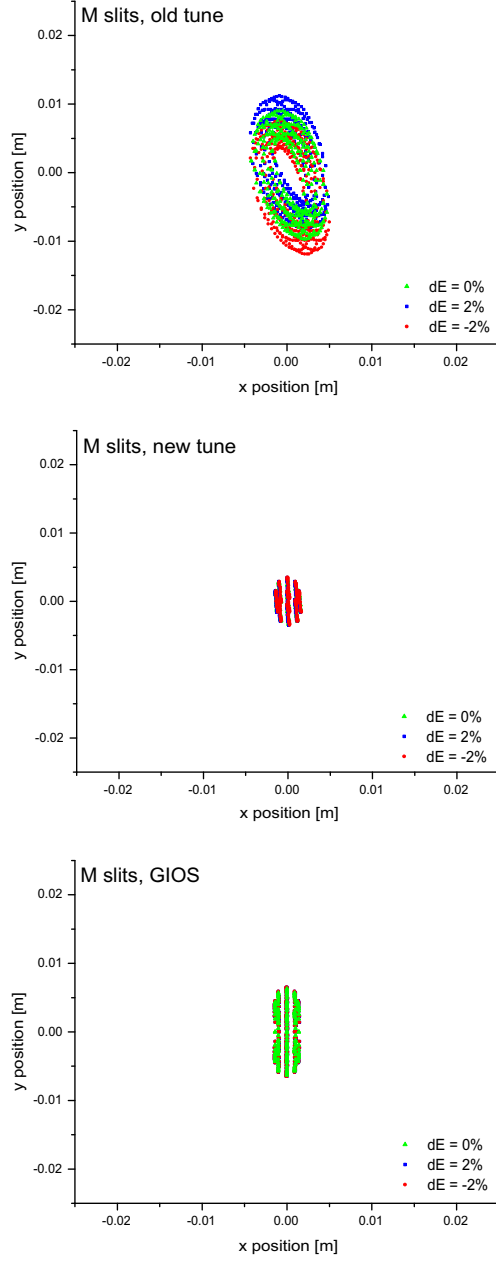 M slits, old tune
0.02
0.01
0.00
-0.01
-0.02
y position [m]
dE = 0%
dE = 2%
dE = -2%
-0.02 -0.01 0.00 0.01 0.02
x position [m]
M slits, new tune
0.02
0.01
0.00
-0.01
-0.02
y position [m]
dE = 0%
dE = 2%
dE = -2%
-0.02 -0.01 0.00 0.01 0.02
x position [m]
M slits, GIOS
0.02
0.01
0.00
-0.01
-0.02
y position [m]
dE = 0%
dE = 2%
dE = -2%
-0.02 -0.01 0.00 0.01 0.02
x position [m]